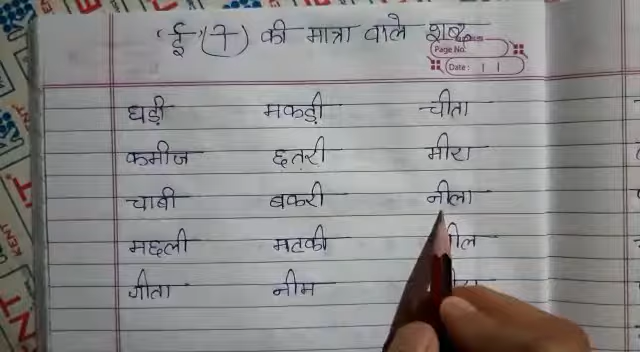 'ई' (ी) की मात्रा वाले शब्द
Page No.
Date: | |
घड़ी मकड़ी चीता
कमीज छतरी मीरा
चाबी बकरी नीला
मछली मटकी
गीता नीम